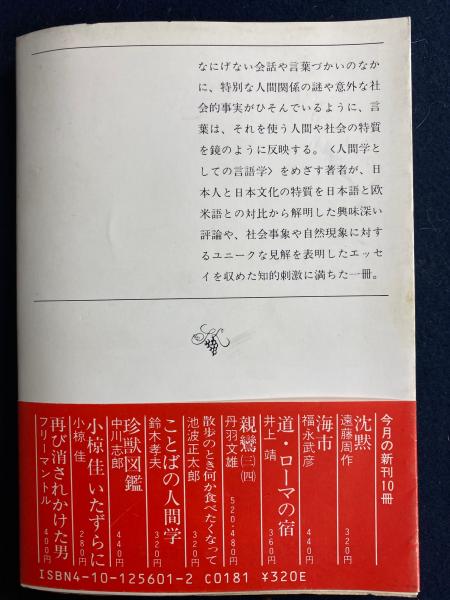 なにげない会話や言葉づかいのなか
に、特別な人間関係の謎や意外な社
会的事実がひそんでいるように、言
葉は、それを使う人間や社会の特質
を鏡のように反映する。〈人間学と
しての言語学〉をめざす著者が、日
本人と日本文化の特質を日本語と欧
米語との対比から解明した興味深い
評論や、社会事象や自然現象に対す
るユニークな見解を表明したエッセ
イを収めた知的刺激に満ちた一冊。
今月の新刊10冊
沈黙
遠藤周作 320円
海市
福永武彦 440円
道・ローマの宿
井上 靖 360円
親鸞㈢㈣
丹羽文雄 520・480円
散歩のとき何か食べたくなって
池波正太郎 320円
ことばの人間学
鈴木孝夫 320円
珍獣図鑑
中川志郎 440円
小椋佳いたずらに
小椋 佳 280円
再び消されかけた男
フリーマントル 400円
ISBN4-10-125601-2 C0181 ¥320E